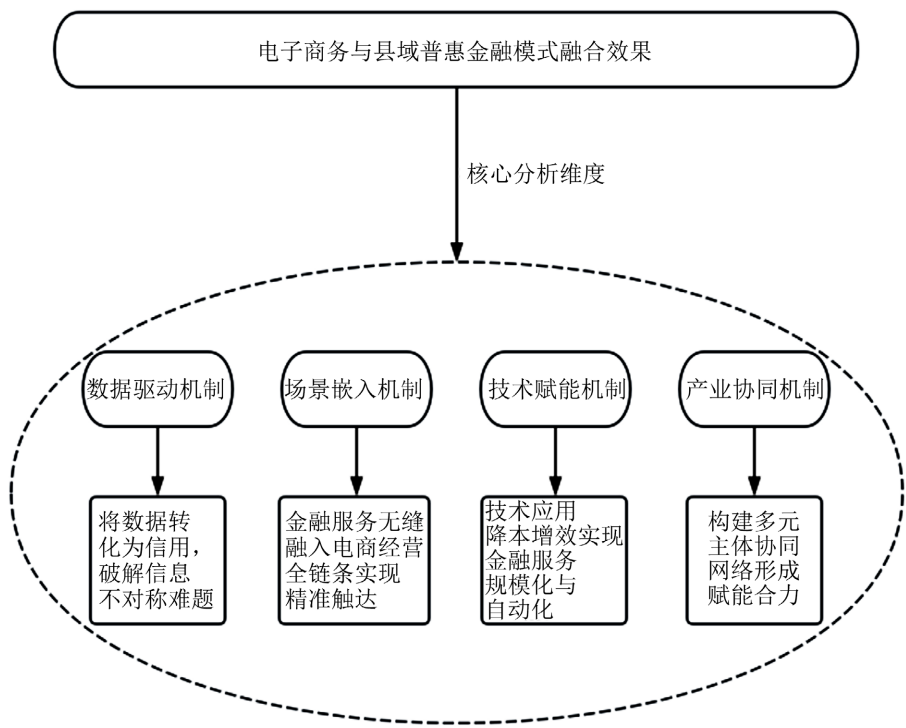 电子商务与县域普惠金融模式融合效果
核心分析维度
数据驱动机制
场景嵌入机制
技术赋能机制
产业协同机制
将数据转
化为信用，
破解信息
不对称难题
金融服务无缝
融入电商经营
全链条实现
精准触达
技术应用
降本增效实现
金融服务
规模化与
自动化
构建多元
主体协同
网络形成
赋能合力